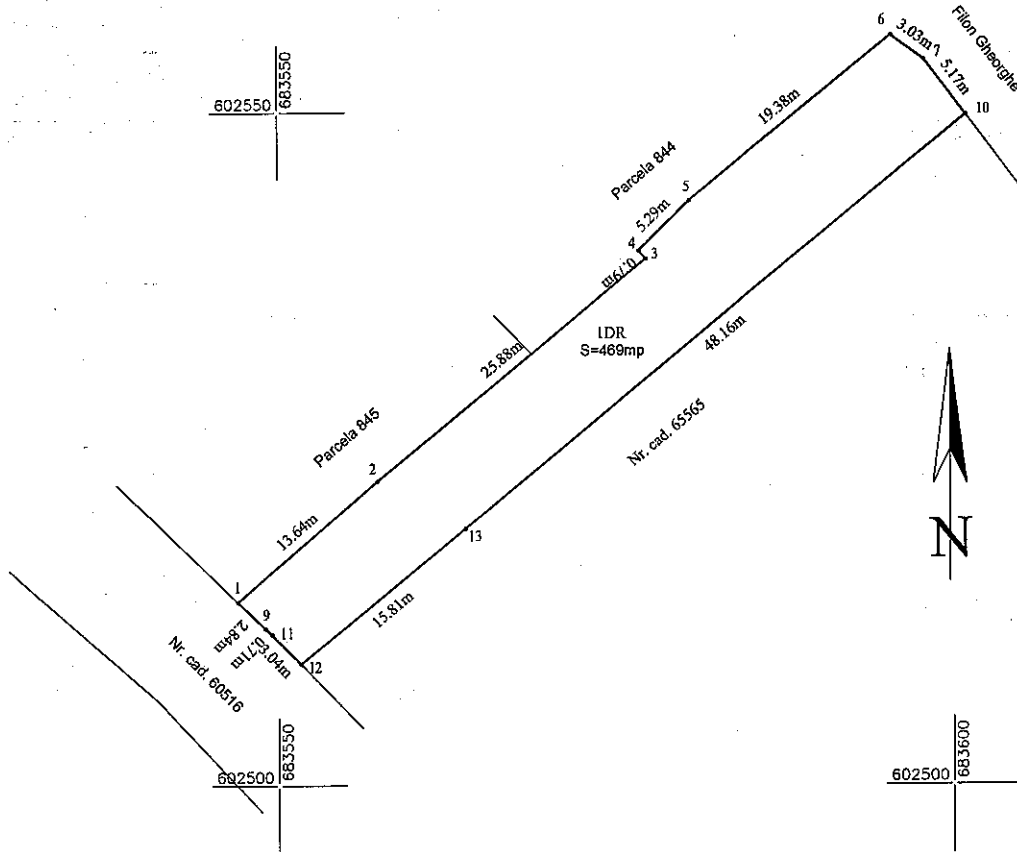 6
3.03m
7
5.17m
Filon Gheorghe
10
602550
683550
19.38m
Parcela 844
5
5.29m
4
3
0.79m
1DR
S=469mp
25.88m
48.16m
Parcela 845
Nr. cad. 65565
2
13.64m
13
N
1
9
2.84m
11
0.71m
3.04m
12
15.81m
Nr. cad. 60516
602500
683550
602500
683600